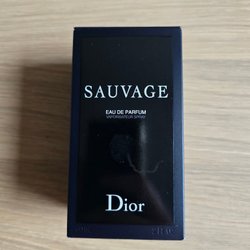 SAUVAGE
EAU DE PARFUM
VAPORISATEUR SPRAY
Dior